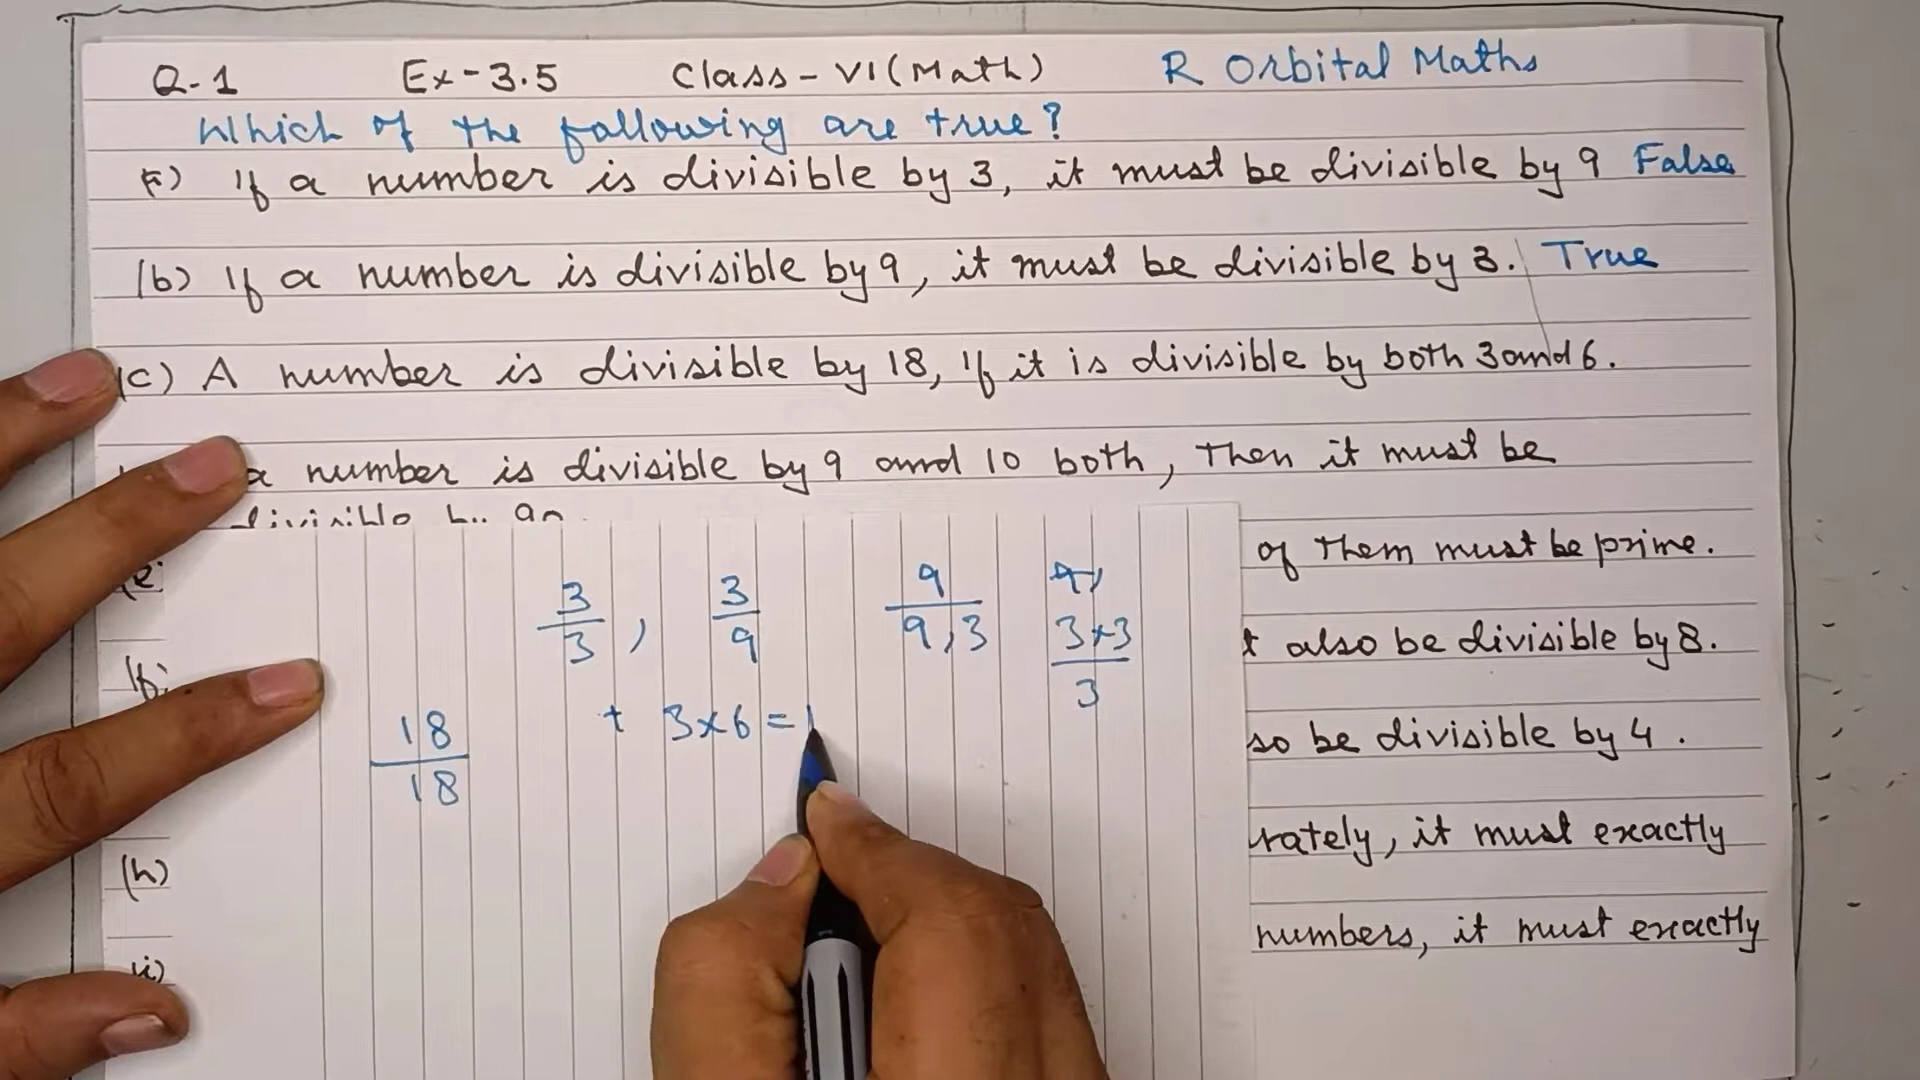 Q-1 Ex-3.5 Class-VI(Math) R Orbital Maths
Which of the following are true?
If a number is divisible by 3, it must be divisible by 9 False
(b) If a number is divisible by 9, it must be divisible by 3. True
(c) A number is divisible by 18, If it is divisible by both 3 and 6.
a number is divisible by 9 and 10 both, Then it must be
of Them must be prime.
also be divisible by 8.
so be divisible by 4.
(h) rately, it must exactly
(i) numbers, it must exactly
3/3, 3/9 9/9,3 9, 3×3/3
18/18 3×6=1